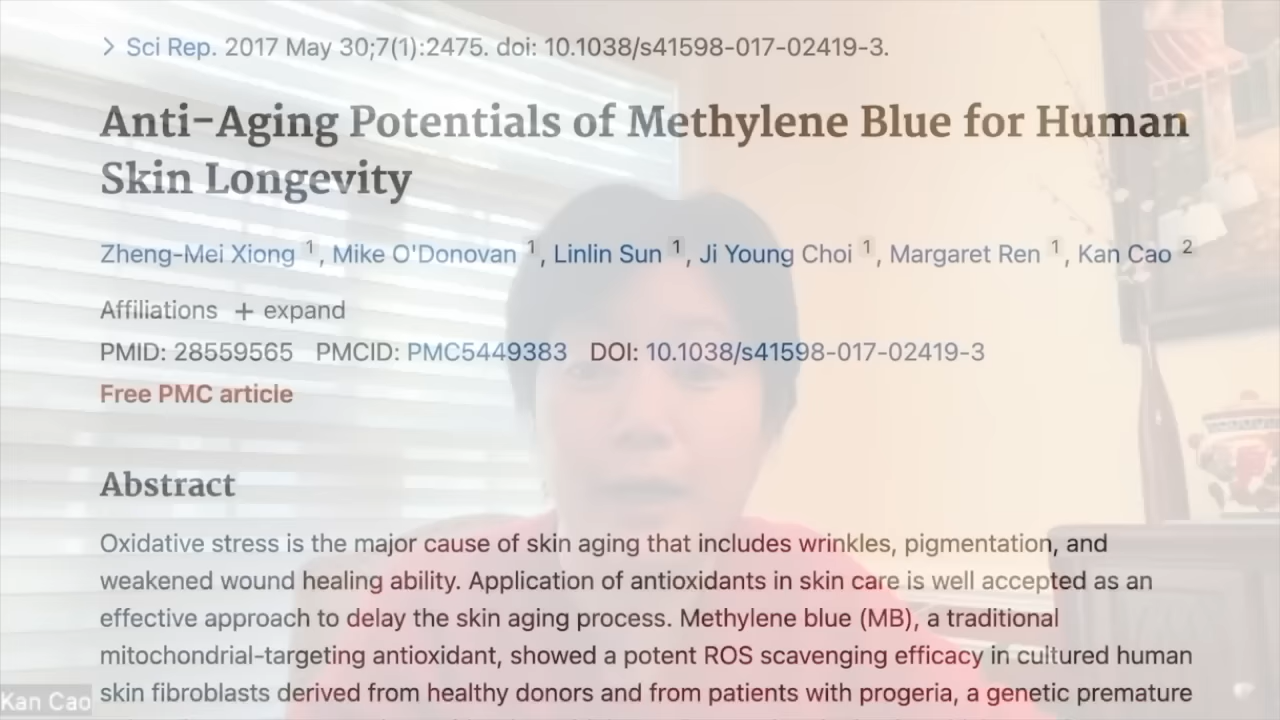 > Sci Rep. 2017 May 30;7(1):2475. doi: 10.1038/s41598-017-02419-3.
Anti-Aging Potentials of Methylene Blue for Human
Skin Longevity
Zheng-Mei Xiong 1, Mike O'Donovan 1, Linlin Sun 1, Ji Young Choi 1, Margaret Ren 1, Kan Cao 2
Affiliations + expand
PMID: 28559565 PMCID: PMC5449383 DOI: 10.1038/s41598-017-02419-3
Free PMC article
Abstract
Oxidative stress is the major cause of skin aging that includes wrinkles, pigmentation, and
weakened wound healing ability. Application of antioxidants in skin care is well accepted as an
effective approach to delay the skin aging process. Methylene blue (MB), a traditional
mitochondrial-targeting antioxidant, showed a potent ROS scavenging efficacy in cultured human
skin fibroblasts derived from healthy donors and from patients with progeria, a genetic premature
Kan Cao